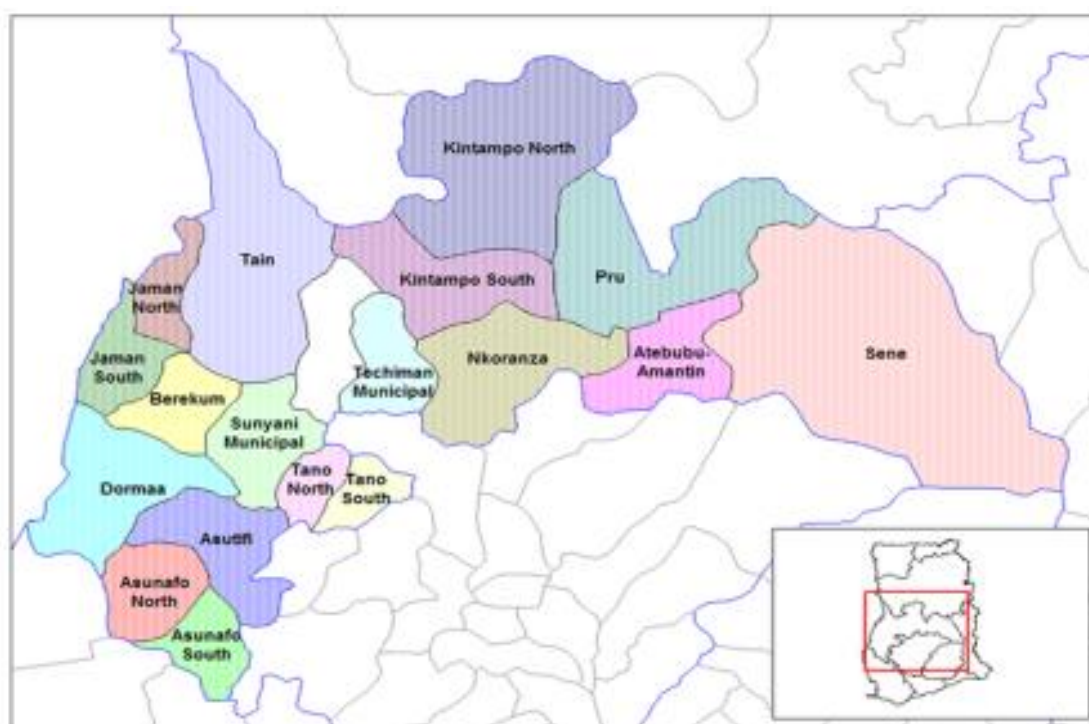 Kintampo North
Tain
Kintampo South
Pru
Jaman
North
Jaman
South
Nkoranza
Atebubu-
Amantin
Sene
Techiman
Municipal
Berekum
Sunyani
Municipal
Tano
North
Tano
South
Dormaa
Asutifi
Asunafo
North
Asunafo
South